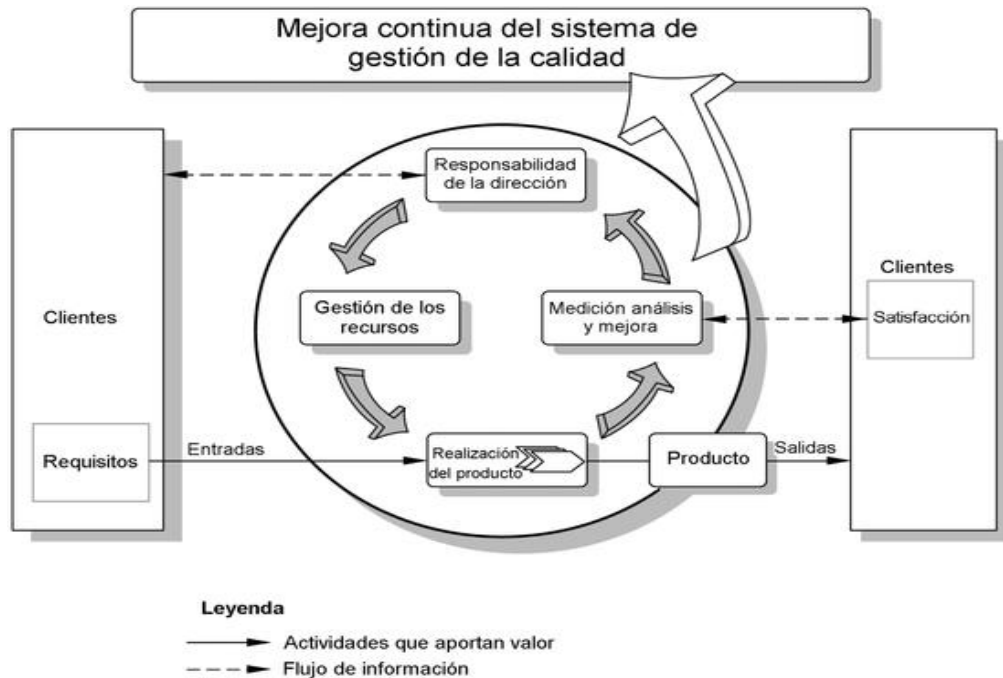 Mejora continua del sistema de
gestión de la calidad
Responsabilidad
de la dirección
Clientes
Gestión de los
recursos
Medición análisis
y mejora
Clientes
Satisfacción
Requisitos
Entradas
Realización
del producto
Producto
Salidas
Leyenda
Actividades que aportan valor
Flujo de información